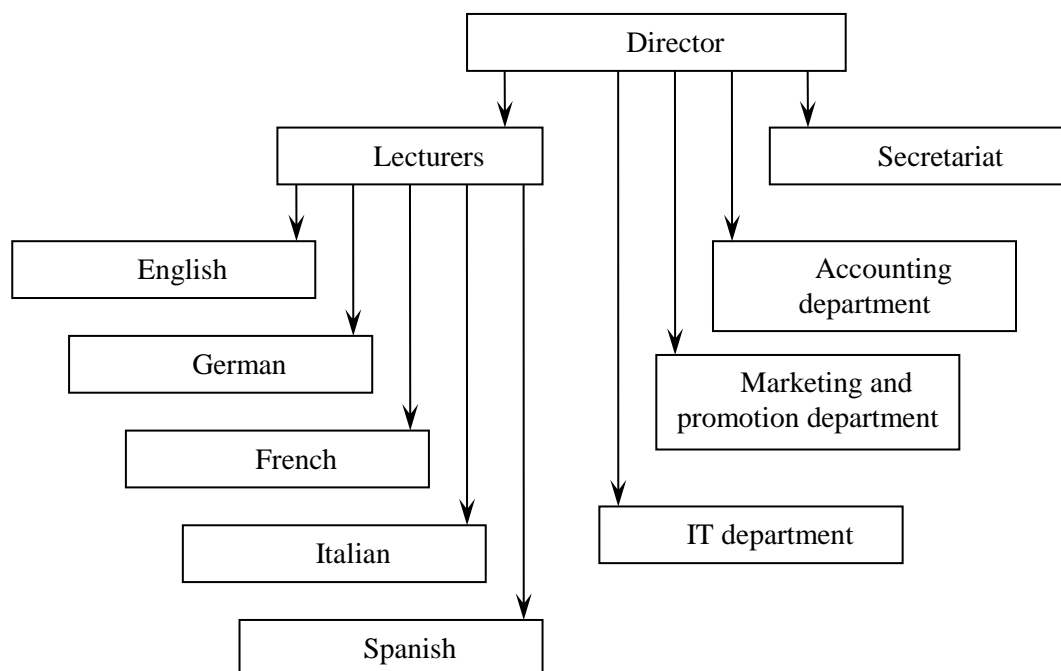 Director
Lecturers
Secretariat
English
Accounting
department
German
Marketing and
promotion department
French
IT department
Italian
Spanish